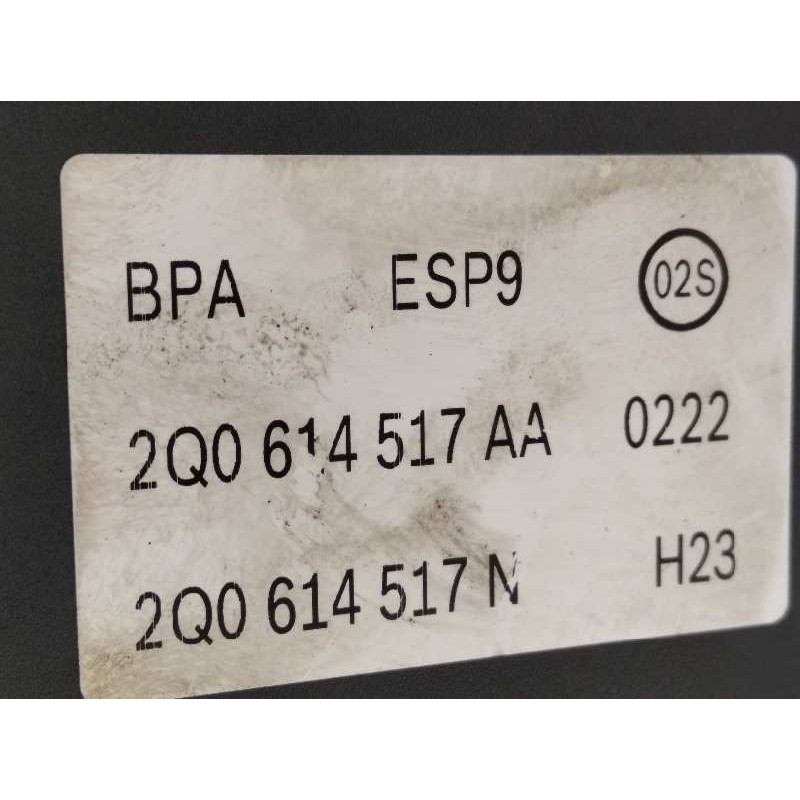 BPA ESP9 02S
2Q0 614 517 AA 0222
2Q0 614 517 N H23